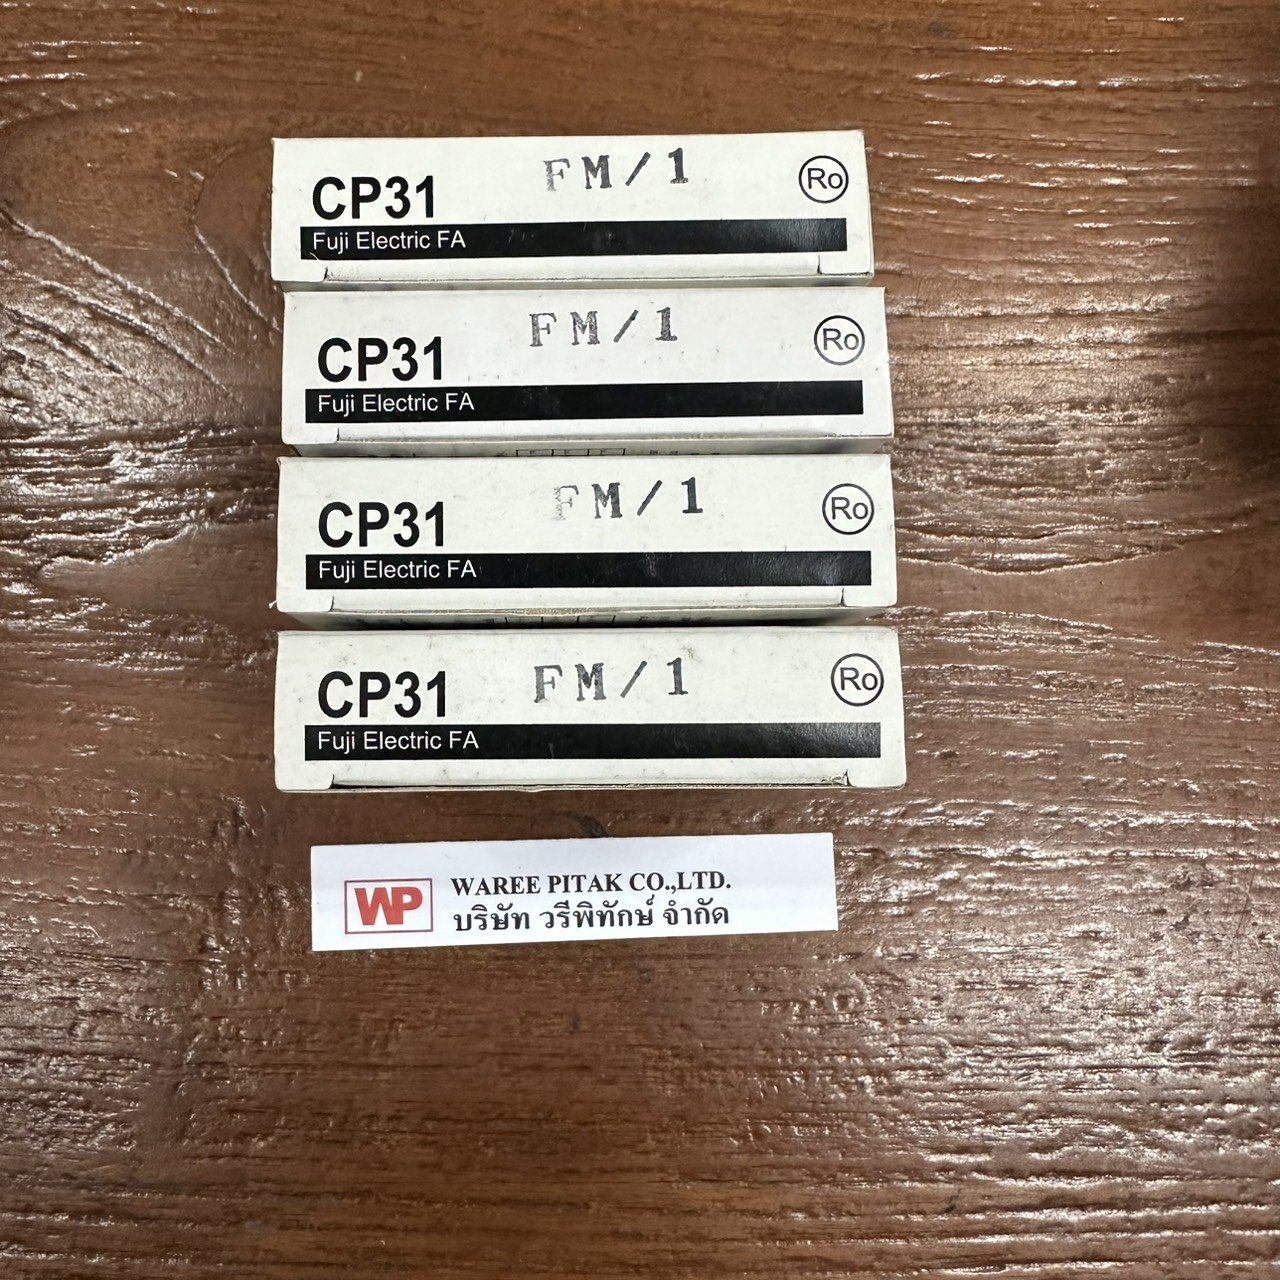 CP31 FM/1 Ro
Fuji Electric FA
CP31 FM/1 Ro
Fuji Electric FA
CP31 FM/1 Ro
Fuji Electric FA
CP31 FM/1 Ro
Fuji Electric FA
WP WAREE PITAK CO.,LTD.
บริษัท วรีพิทักษ์ จำกัด